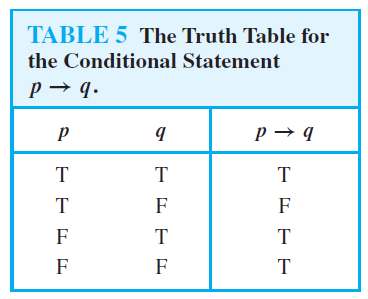 TABLE 5 The Truth Table for
the Conditional Statement
p → q.
p q p → q
T T T
T F F
F T T
F F T